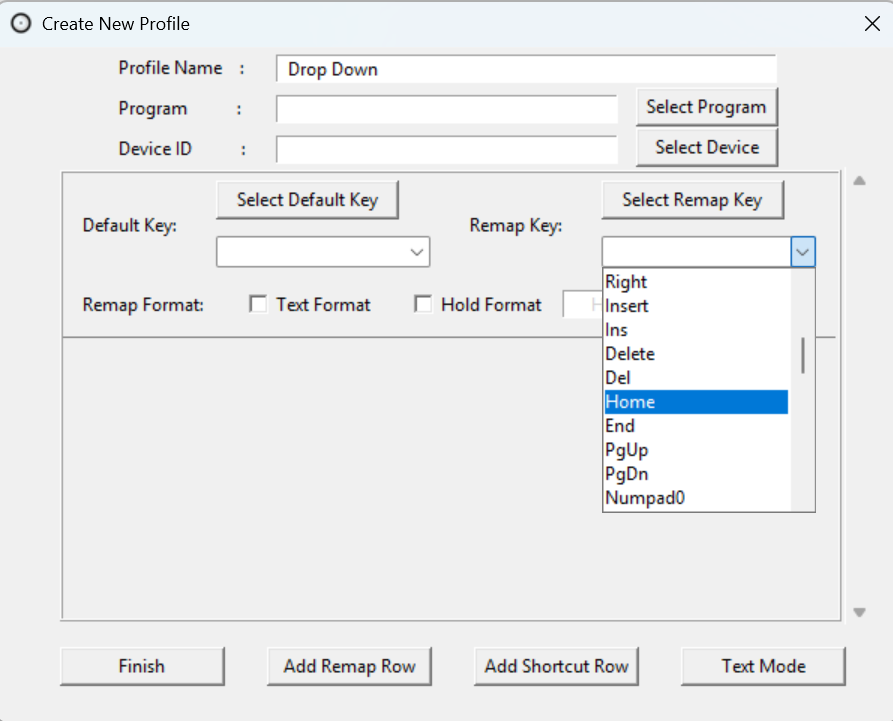 Create New Profile
Profile Name : Drop Down
Program : Select Program
Device ID : Select Device
Select Default Key Select Remap Key
Default Key: Remap Key:
Right
Remap Format: Text Format Hold Format H
Insert
Ins
Delete
Del
Home
End
PgUp
PgDn
Numpad0
Finish Add Remap Row Add Shortcut Row Text Mode